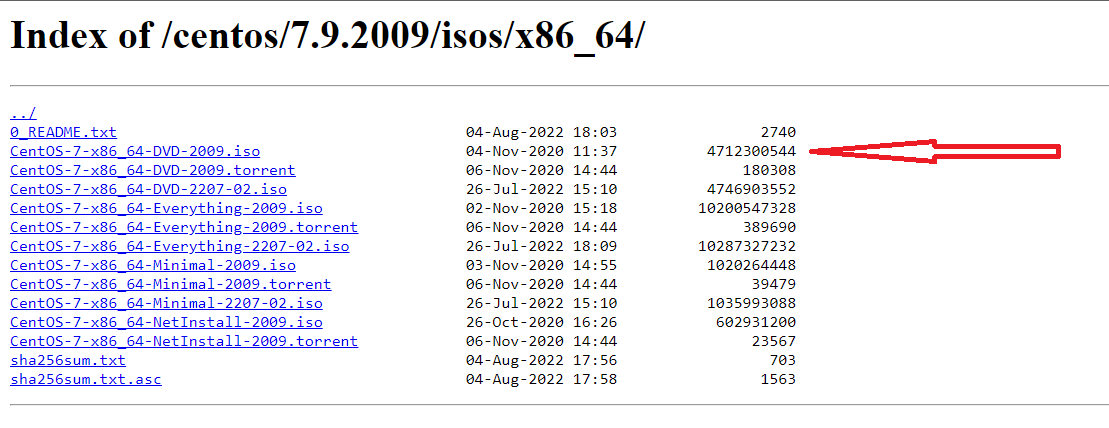 Index of /centos/7.9.2009/isos/x86_64/
../
0_README.txt 04-Aug-2022 18:03 2740
CentOS-7-x86_64-DVD-2009.iso 04-Nov-2020 11:37 4712300544
CentOS-7-x86_64-DVD-2009.torrent 06-Nov-2020 14:44 180308
CentOS-7-x86_64-DVD-2207-02.iso 26-Jul-2022 15:10 4746903552
CentOS-7-x86_64-Everything-2009.iso 02-Nov-2020 15:18 10200547328
CentOS-7-x86_64-Everything-2009.torrent 06-Nov-2020 14:44 389690
CentOS-7-x86_64-Everything-2207-02.iso 26-Jul-2022 18:09 10287327232
CentOS-7-x86_64-Minimal-2009.iso 03-Nov-2020 14:55 1020264448
CentOS-7-x86_64-Minimal-2009.torrent 06-Nov-2020 14:44 39479
CentOS-7-x86_64-Minimal-2207-02.iso 26-Jul-2022 15:10 1035993088
CentOS-7-x86_64-NetInstall-2009.iso 26-Oct-2020 16:26 602931200
CentOS-7-x86_64-NetInstall-2009.torrent 06-Nov-2020 14:44 23567
sha256sum.txt 04-Aug-2022 17:56 703
sha256sum.txt.asc 04-Aug-2022 17:58 1563